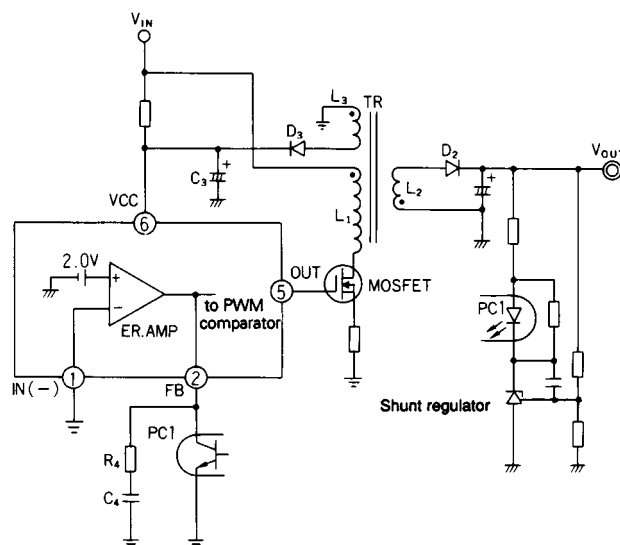 VIN
L3
TR
D3
D2
VOUT
C3
+
+
VCC
6
L1
L2
2.0V
+
−
ER.AMP
to PWM
comparator
OUT
5
MOSFET
PC1
IN(−)
1
FB
2
Shunt regulator
PC1
R4
C4